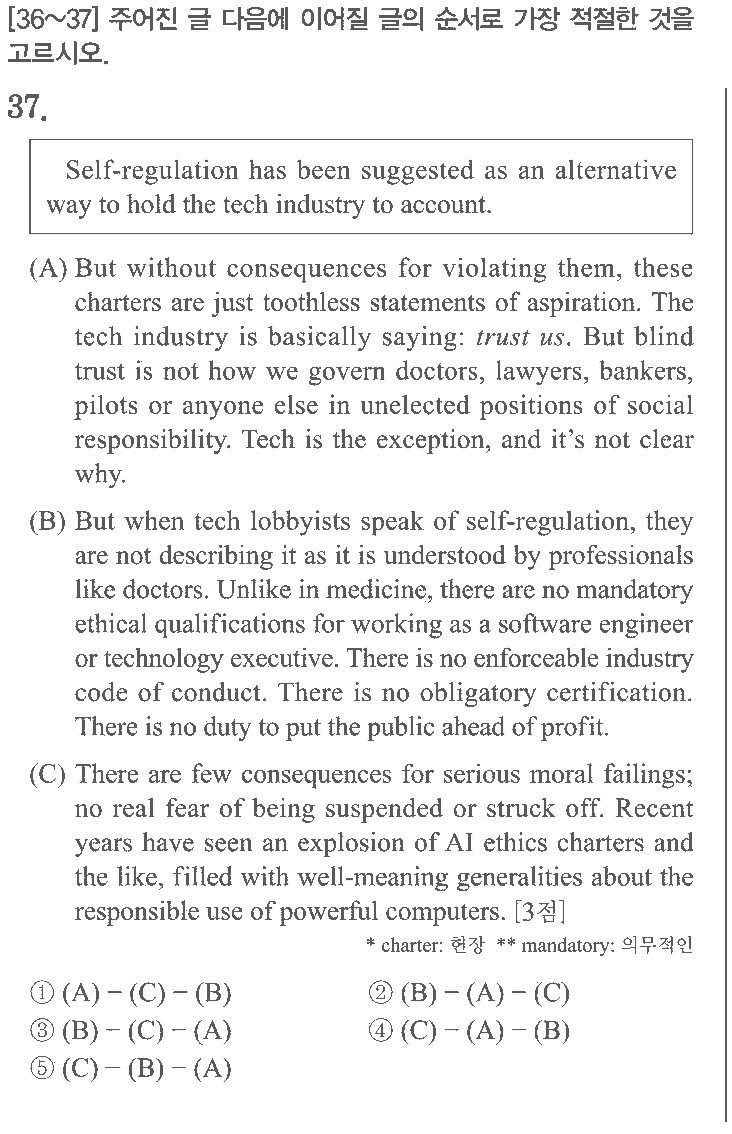 [36~37] 주어진 글 다음에 이어질 글의 순서로 가장 적절한 것을
고르시오.
37.
Self-regulation has been suggested as an alternative
way to hold the tech industry to account.
(A) But without consequences for violating them, these
charters are just toothless statements of aspiration. The
tech industry is basically saying: trust us. But blind
trust is not how we govern doctors, lawyers, bankers,
pilots or anyone else in unelected positions of social
responsibility. Tech is the exception, and it's not clear
why.
(B) But when tech lobbyists speak of self-regulation, they
are not describing it as it is understood by professionals
like doctors. Unlike in medicine, there are no mandatory
ethical qualifications for working as a software engineer
or technology executive. There is no enforceable industry
code of conduct. There is no obligatory certification.
There is no duty to put the public ahead of profit.
(C) There are few consequences for serious moral failings;
no real fear of being suspended or struck off. Recent
years have seen an explosion of AI ethics charters and
the like, filled with well-meaning generalities about the
responsible use of powerful computers. [3점]
* charter: 헌장 ** mandatory: 의무적인
① (A) - (C) - (B) ② (B) - (A) - (C)
③ (B) - (C) - (A) ④ (C) - (A) - (B)
⑤ (C) - (B) - (A)